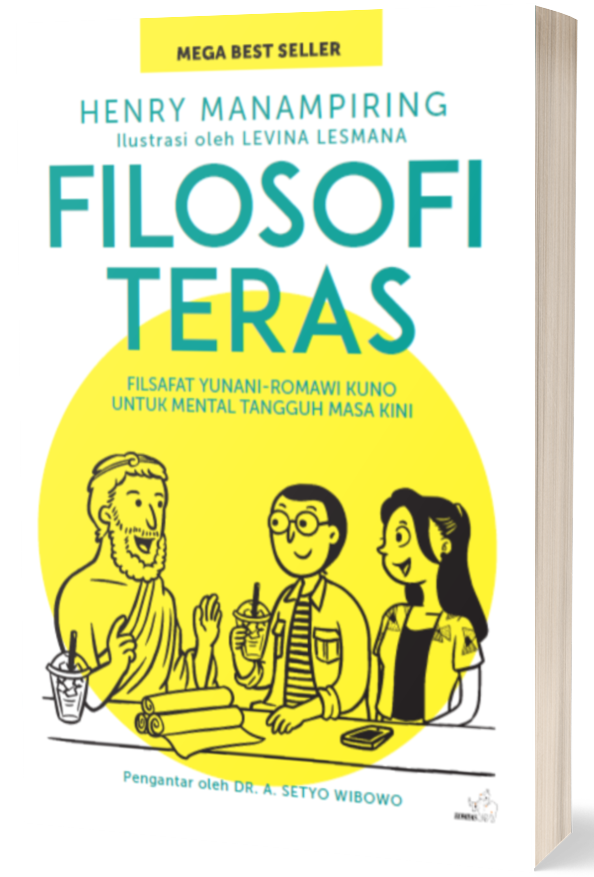 MEGA BEST SELLER
HENRY MANAMPIRING
Ilustrasi oleh LEVINA LESMANA
FILOSOFI
TERAS
FILSAFAT YUNANI-ROMAWI KUNO
UNTUK MENTAL TANGGUH MASA KINI
Pengantar oleh DR. A. SETYO WIBOWO